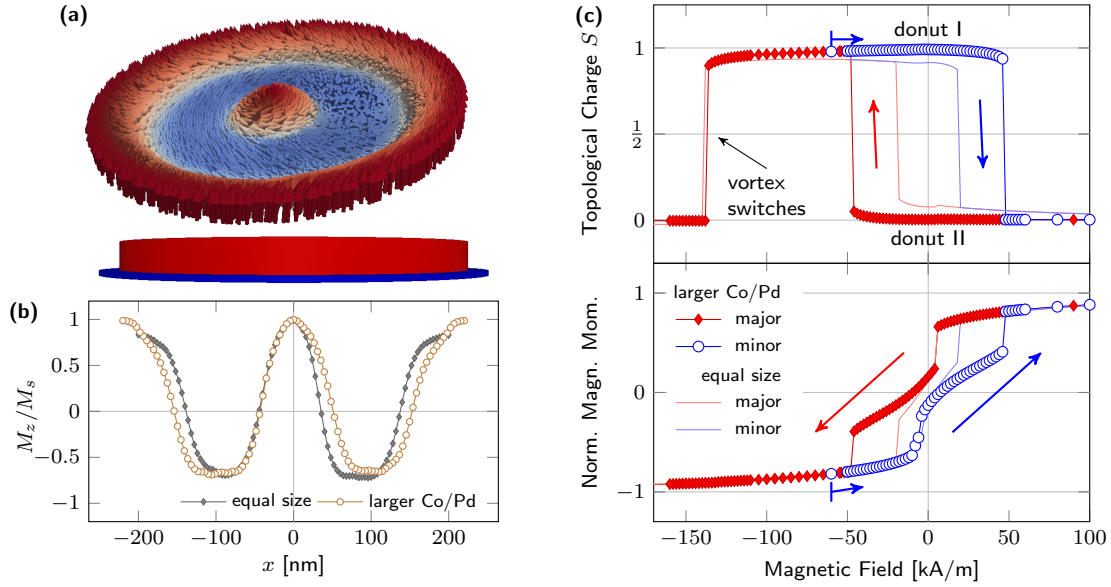 (a)
(b)
1
0.5
0
−0.5
−1
M_z/M_s
equal size
larger Co/Pd
−200
−100
0
100
200
x [nm]
(c)
Topological Charge S
1
1/2
0
donut I
vortex
switches
donut II
Norm. Magn. Mom.
1
0
−1
larger Co/Pd
major
minor
equal size
major
minor
−150
−100
−50
0
50
100
Magnetic Field [kA/m]